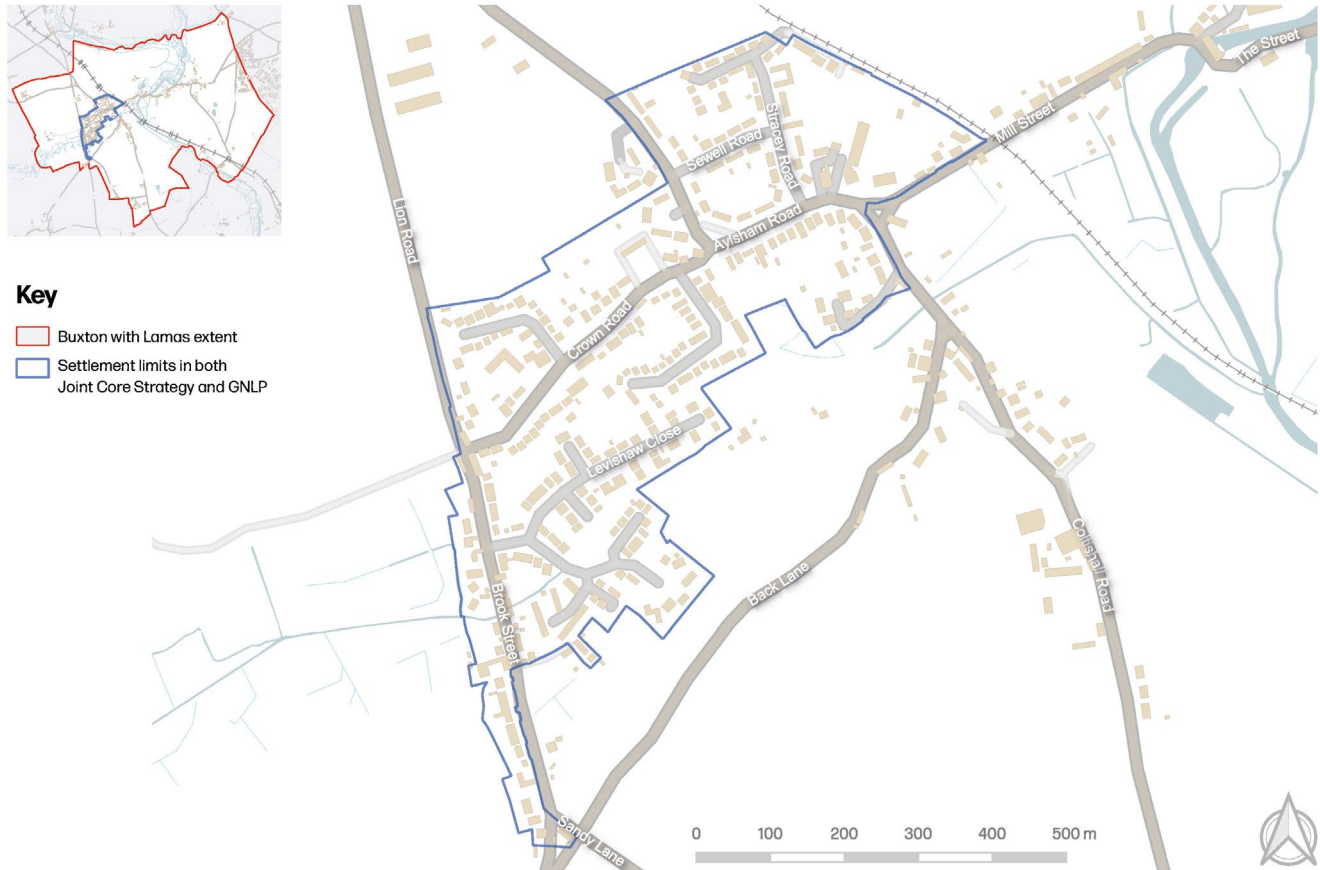 Key
Buxton with Lamas extent
Settlement limits in both
Joint Core Strategy and GNLP
The Street
Mill Street
Stracey Road
Sewell Road
Aylsham Road
Lion Road
Crown Road
Levishaw Close
Coltishall Road
Back Lane
Brook Street
Sandy Lane
0 100 200 300 400 500 m